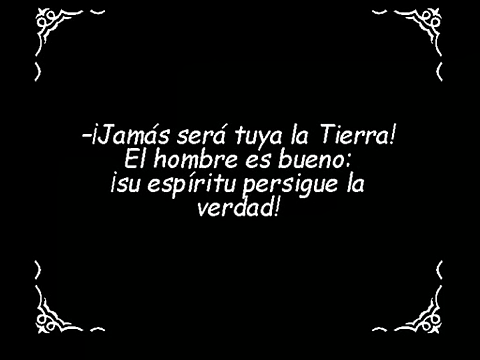 –¡Jamás será tuya la Tierra!
El hombre es bueno:
¡su espíritu persigue la
verdad!